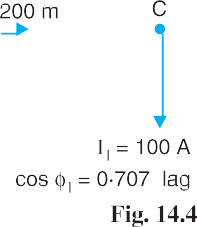 200 m C
I₁ = 100 A
cos ϕ₁ = 0·707 lag
Fig. 14.4